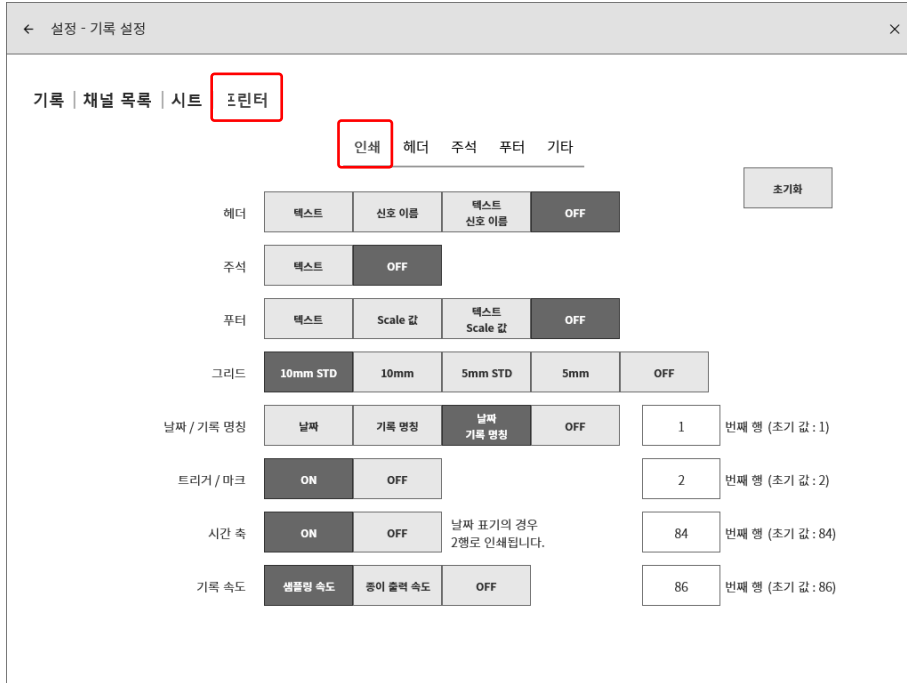 ← 설정 - 기록 설정 ×
기록 | 채널 목록 | 시트 프린터
인쇄 헤더 주석 푸터 기타
초기화
헤더 텍스트 신호 이름 텍스트 신호 이름 OFF
주석 텍스트 OFF
푸터 텍스트 Scale 값 텍스트 Scale 값 OFF
그리드 10mm STD 10mm 5mm STD 5mm OFF
날짜 / 기록 명칭 날짜 기록 명칭 날짜 기록 명칭 OFF 1 번째 행 (초기 값 : 1)
트리거 / 마크 ON OFF 2 번째 행 (초기 값 : 2)
시간 축 ON OFF 날짜 표기의 경우 2행로 인쇄됩니다. 84 번째 행 (초기 값 : 84)
기록 속도 샘플링 속도 종이 출력 속도 OFF 86 번째 행 (초기 값 : 86)